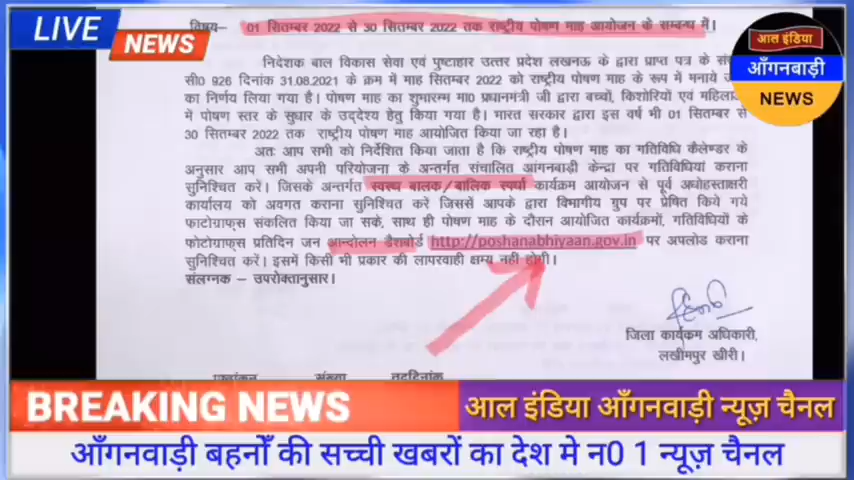 LIVE
NEWS
विषय- 01 सितम्बर 2022 से 30 सितम्बर 2022 तक राष्ट्रीय पोषण माह आयोजन के सम्बन्ध में।
आल इंडिया
आँगनबाड़ी
NEWS
निदेशक बाल विकास सेवा एवं पुष्टाहार उत्तर प्रदेश लखनऊ के द्वारा प्राप्त पत्र के
सी0 926 दिनांक 31.08.2021 के क्रम में माह सितम्बर 2022 को राष्ट्रीय पोषण माह के रूप में मनाये
का निर्णय लिया गया है। पोषण माह का शुभारम्भ मा0 प्रधानमंत्री जी द्वारा बच्चों, किशोरियों एवं
में पोषण स्तर के सुधार के उद्देश्य हेतु किया गया है। भारत सरकार द्वारा इस वर्ष भी 01 सितम्बर से
30 सितम्बर 2022 तक राष्ट्रीय पोषण माह आयोजित किया जा रहा है।
अतः आप सभी को निर्देशित किया जाता है कि राष्ट्रीय पोषण माह का गतिविधि कैलेण्डर के
अनुसार आप सभी अपनी परियोजना के अन्तर्गत संचालित आंगनबाड़ी केन्द्रा पर गतिविधियां कराना
सुनिश्चित करें। जिसके अन्तर्गत स्वस्थ बालक/बालिक स्पर्धा कार्यक्रम आयोजन से पूर्व अधोहस्ताक्षरी
कार्यालय को अवगत कराना सुनिश्चित करें जिससे आपके द्वारा विभागीय ग्रुप पर प्रेषित किये गये
फाटोग्राफ्स संकलित किया जा सके, साथ ही पोषण माह के दौरान आयोजित कार्यक्रमों, गतिविधियों के
फोटोग्राफ्स प्रतिदिन जन आन्दोलन डैशबोर्ड http://poshanabhiyaan.gov.in पर अपलोड कराना
सुनिश्चित करें। इसमें किसी भी प्रकार की लापरवाही क्षम्य नही होगी।
संलग्नक – उपरोक्तानुसार।
जिला कार्यक्रम अधिकारी,
लखीमपुर खीरी।
पृष्ठांकन संख्या तददिनांक
BREAKING NEWS
आल इंडिया आँगनवाड़ी न्यूज़ चैनल
आँगनवाड़ी बहनोँ की सच्ची खबरों का देश मे न0 1 न्यूज़ चैनल